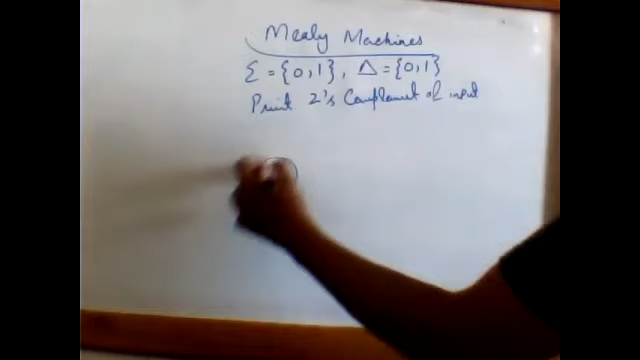 Mealy Machines
Σ = {0,1}, Δ = {0,1}
Print 2's Complement of input